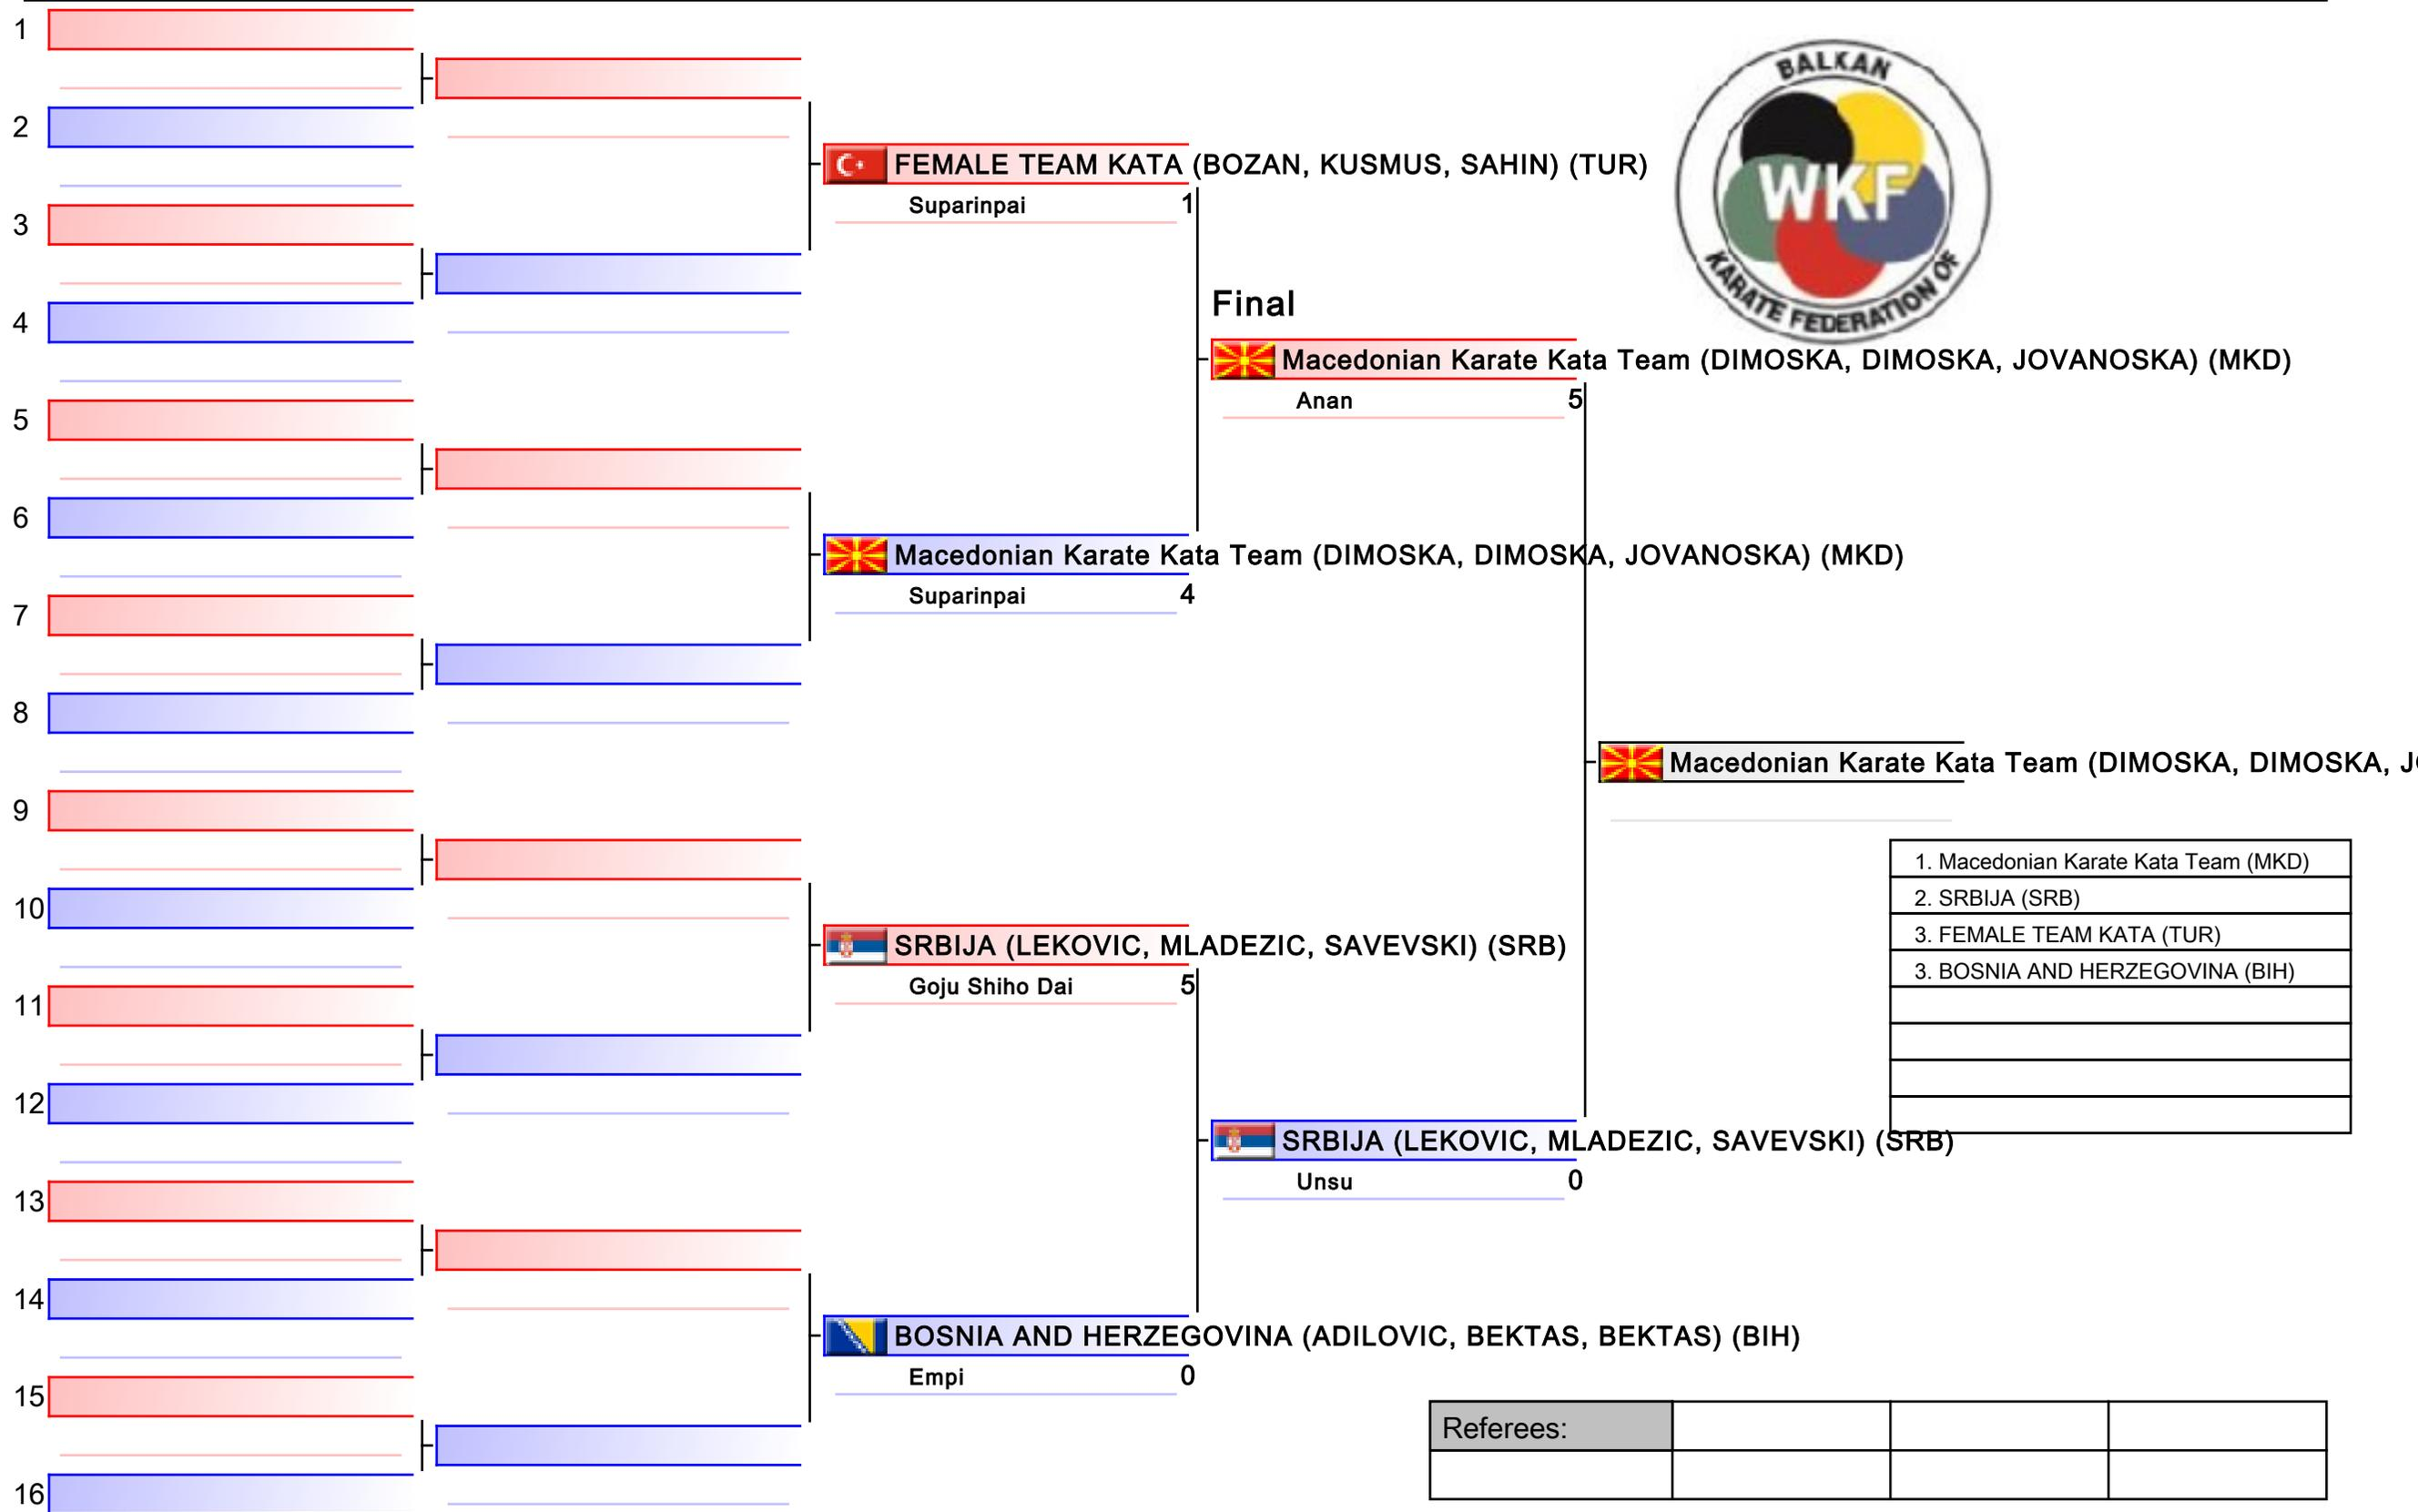 1
2
3
4
5
6
7
8
9
10
11
12
13
14
15
16
FEMALE TEAM KATA (BOZAN, KUSMUS, SAHIN) (TUR)
Suparinpai 1
Macedonian Karate Kata Team (DIMOSKA, DIMOSKA, JOVANOSKA) (MKD)
Suparinpai 4
SRBIJA (LEKOVIC, MLADEZIC, SAVEVSKI) (SRB)
Goju Shiho Dai 5
BOSNIA AND HERZEGOVINA (ADILOVIC, BEKTAS, BEKTAS) (BIH)
Empi 0
Final
Macedonian Karate Kata Team (DIMOSKA, DIMOSKA, JOVANOSKA) (MKD)
Anan 5
SRBIJA (LEKOVIC, MLADEZIC, SAVEVSKI) (SRB)
Unsu 0
BALKAN
WKF
KARATE FEDERATION OF
Macedonian Karate Kata Team (DIMOSKA, DIMOSKA,
1. Macedonian Karate Kata Team (MKD)
2. SRBIJA (SRB)
3. FEMALE TEAM KATA (TUR)
3. BOSNIA AND HERZEGOVINA (BIH)
Referees: